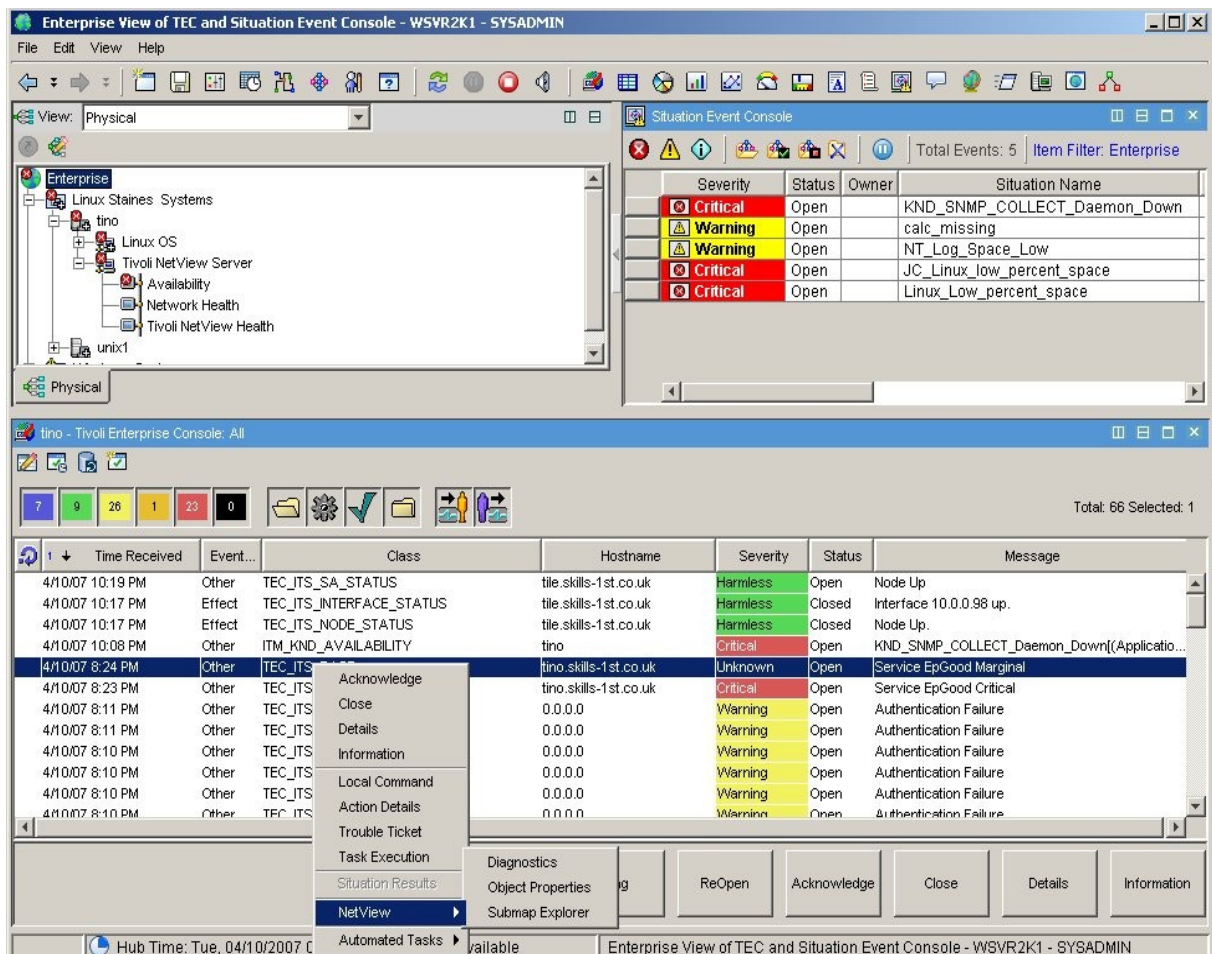 Enterprise View of TEC and Situation Event Console - WSVR2K1 - SYSADMIN
File Edit View Help
View: Physical
Enterprise
Linux Staines Systems
tino
Linux OS
Tivoli NetView Server
Availability
Network Health
Tivoli NetView Health
unix1
Physical
Situation Event Console
Total Events: 5 Item Filter: Enterprise
Severity Status Owner Situation Name
Critical Open KND_SNMP_COLLECT_Daemon_Down
Warning Open calc_missing
Warning Open NT_Log_Space_Low
Critical Open JC_Linux_low_percent_space
Critical Open Linux_Low_percent_space
tino - Tivoli Enterprise Console: All
7 9 26 1 23 0
Total: 66 Selected: 1
1 Time Received Event... Class Hostname Severity Status Message
4/10/07 10:19 PM Other TEC_ITS_SA_STATUS tile.skills-1st.co.uk Harmless Open Node Up
4/10/07 10:17 PM Effect TEC_ITS_INTERFACE_STATUS tile.skills-1st.co.uk Harmless Closed Interface 10.0.0.98 up.
4/10/07 10:17 PM Effect TEC_ITS_NODE_STATUS tile.skills-1st.co.uk Harmless Closed Node Up.
4/10/07 10:08 PM Other ITM_KND_AVAILABILITY tino Critical Open KND_SNMP_COLLECT_Daemon_Down[(Applicatio...
4/10/07 8:24 PM Other tino.skills-1st.co.uk Unknown Open Service EpGood Marginal
4/10/07 8:23 PM Other TEC_ITS tino.skills-1st.co.uk Critical Open Service EpGood Critical
4/10/07 8:11 PM Other TEC_ITS 0.0.0.0 Warning Open Authentication Failure
4/10/07 8:11 PM Other TEC_ITS 0.0.0.0 Warning Open Authentication Failure
4/10/07 8:10 PM Other TEC_ITS 0.0.0.0 Warning Open Authentication Failure
4/10/07 8:10 PM Other TEC_ITS 0.0.0.0 Warning Open Authentication Failure
4/10/07 8:10 PM Other TEC_ITS 0.0.0.0 Warning Open Authentication Failure
4/10/07 8:10 PM Other TEC_ITS 0.0.0.0 Warning Open Authentication Failure
Acknowledge
Close
Details
Information
Local Command
Action Details
Trouble Ticket
Task Execution
Situation Results
NetView
Automated Tasks
Diagnostics
Object Properties
Submap Explorer
ReOpen Acknowledge Close Details Information
Hub Time: Tue, 04/10/2007 Enterprise View of TEC and Situation Event Console - WSVR2K1 - SYSADMIN